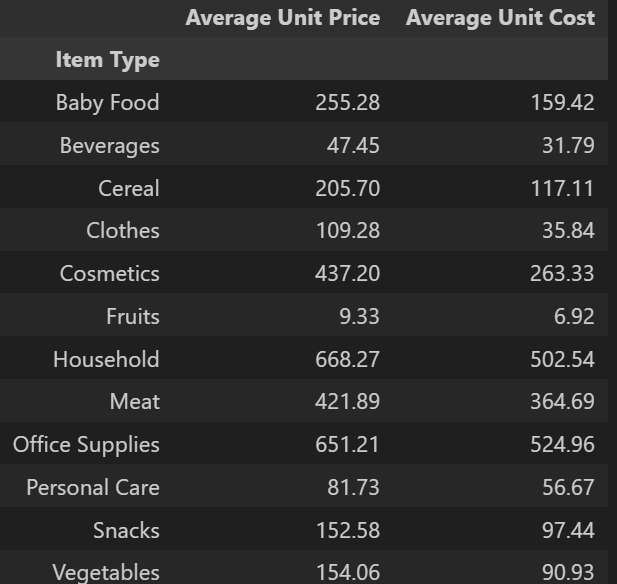 Average Unit Price Average Unit Cost
Item Type
Baby Food 255.28 159.42
Beverages 47.45 31.79
Cereal 205.70 117.11
Clothes 109.28 35.84
Cosmetics 437.20 263.33
Fruits 9.33 6.92
Household 668.27 502.54
Meat 421.89 364.69
Office Supplies 651.21 524.96
Personal Care 81.73 56.67
Snacks 152.58 97.44
Vegetables 154.06 90.93